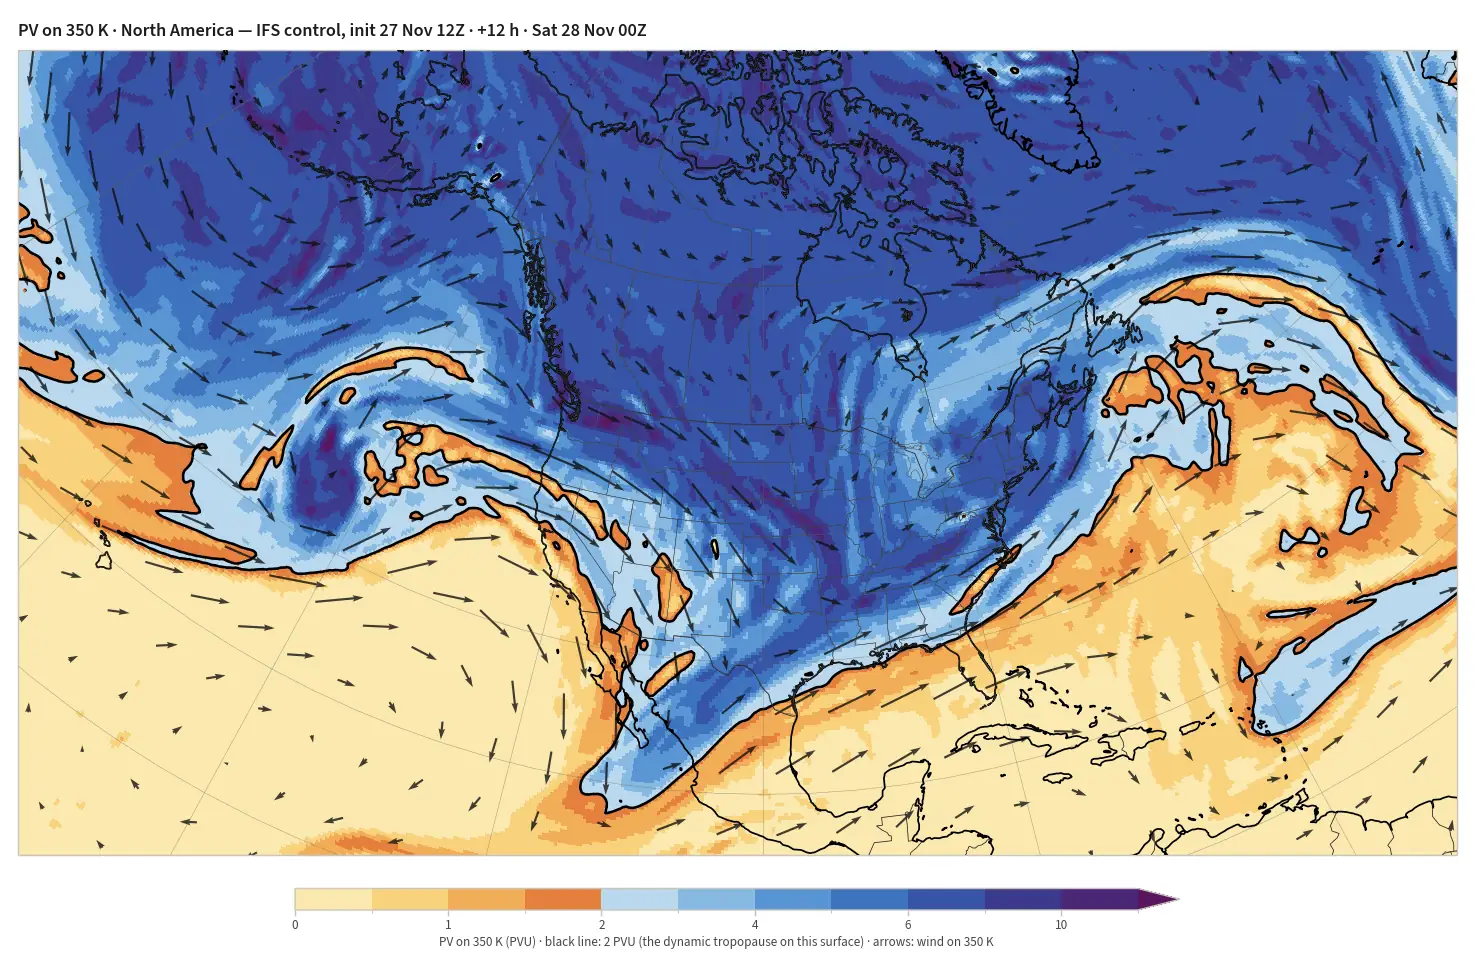 PV on 350 K · North America — IFS control, init 27 Nov 12Z · +12 h · Sat 28 Nov 00Z
0 1 2 4 6 10
PV on 350 K (PVU) · black line: 2 PVU (the dynamic tropopause on this surface) · arrows: wind on 350 K